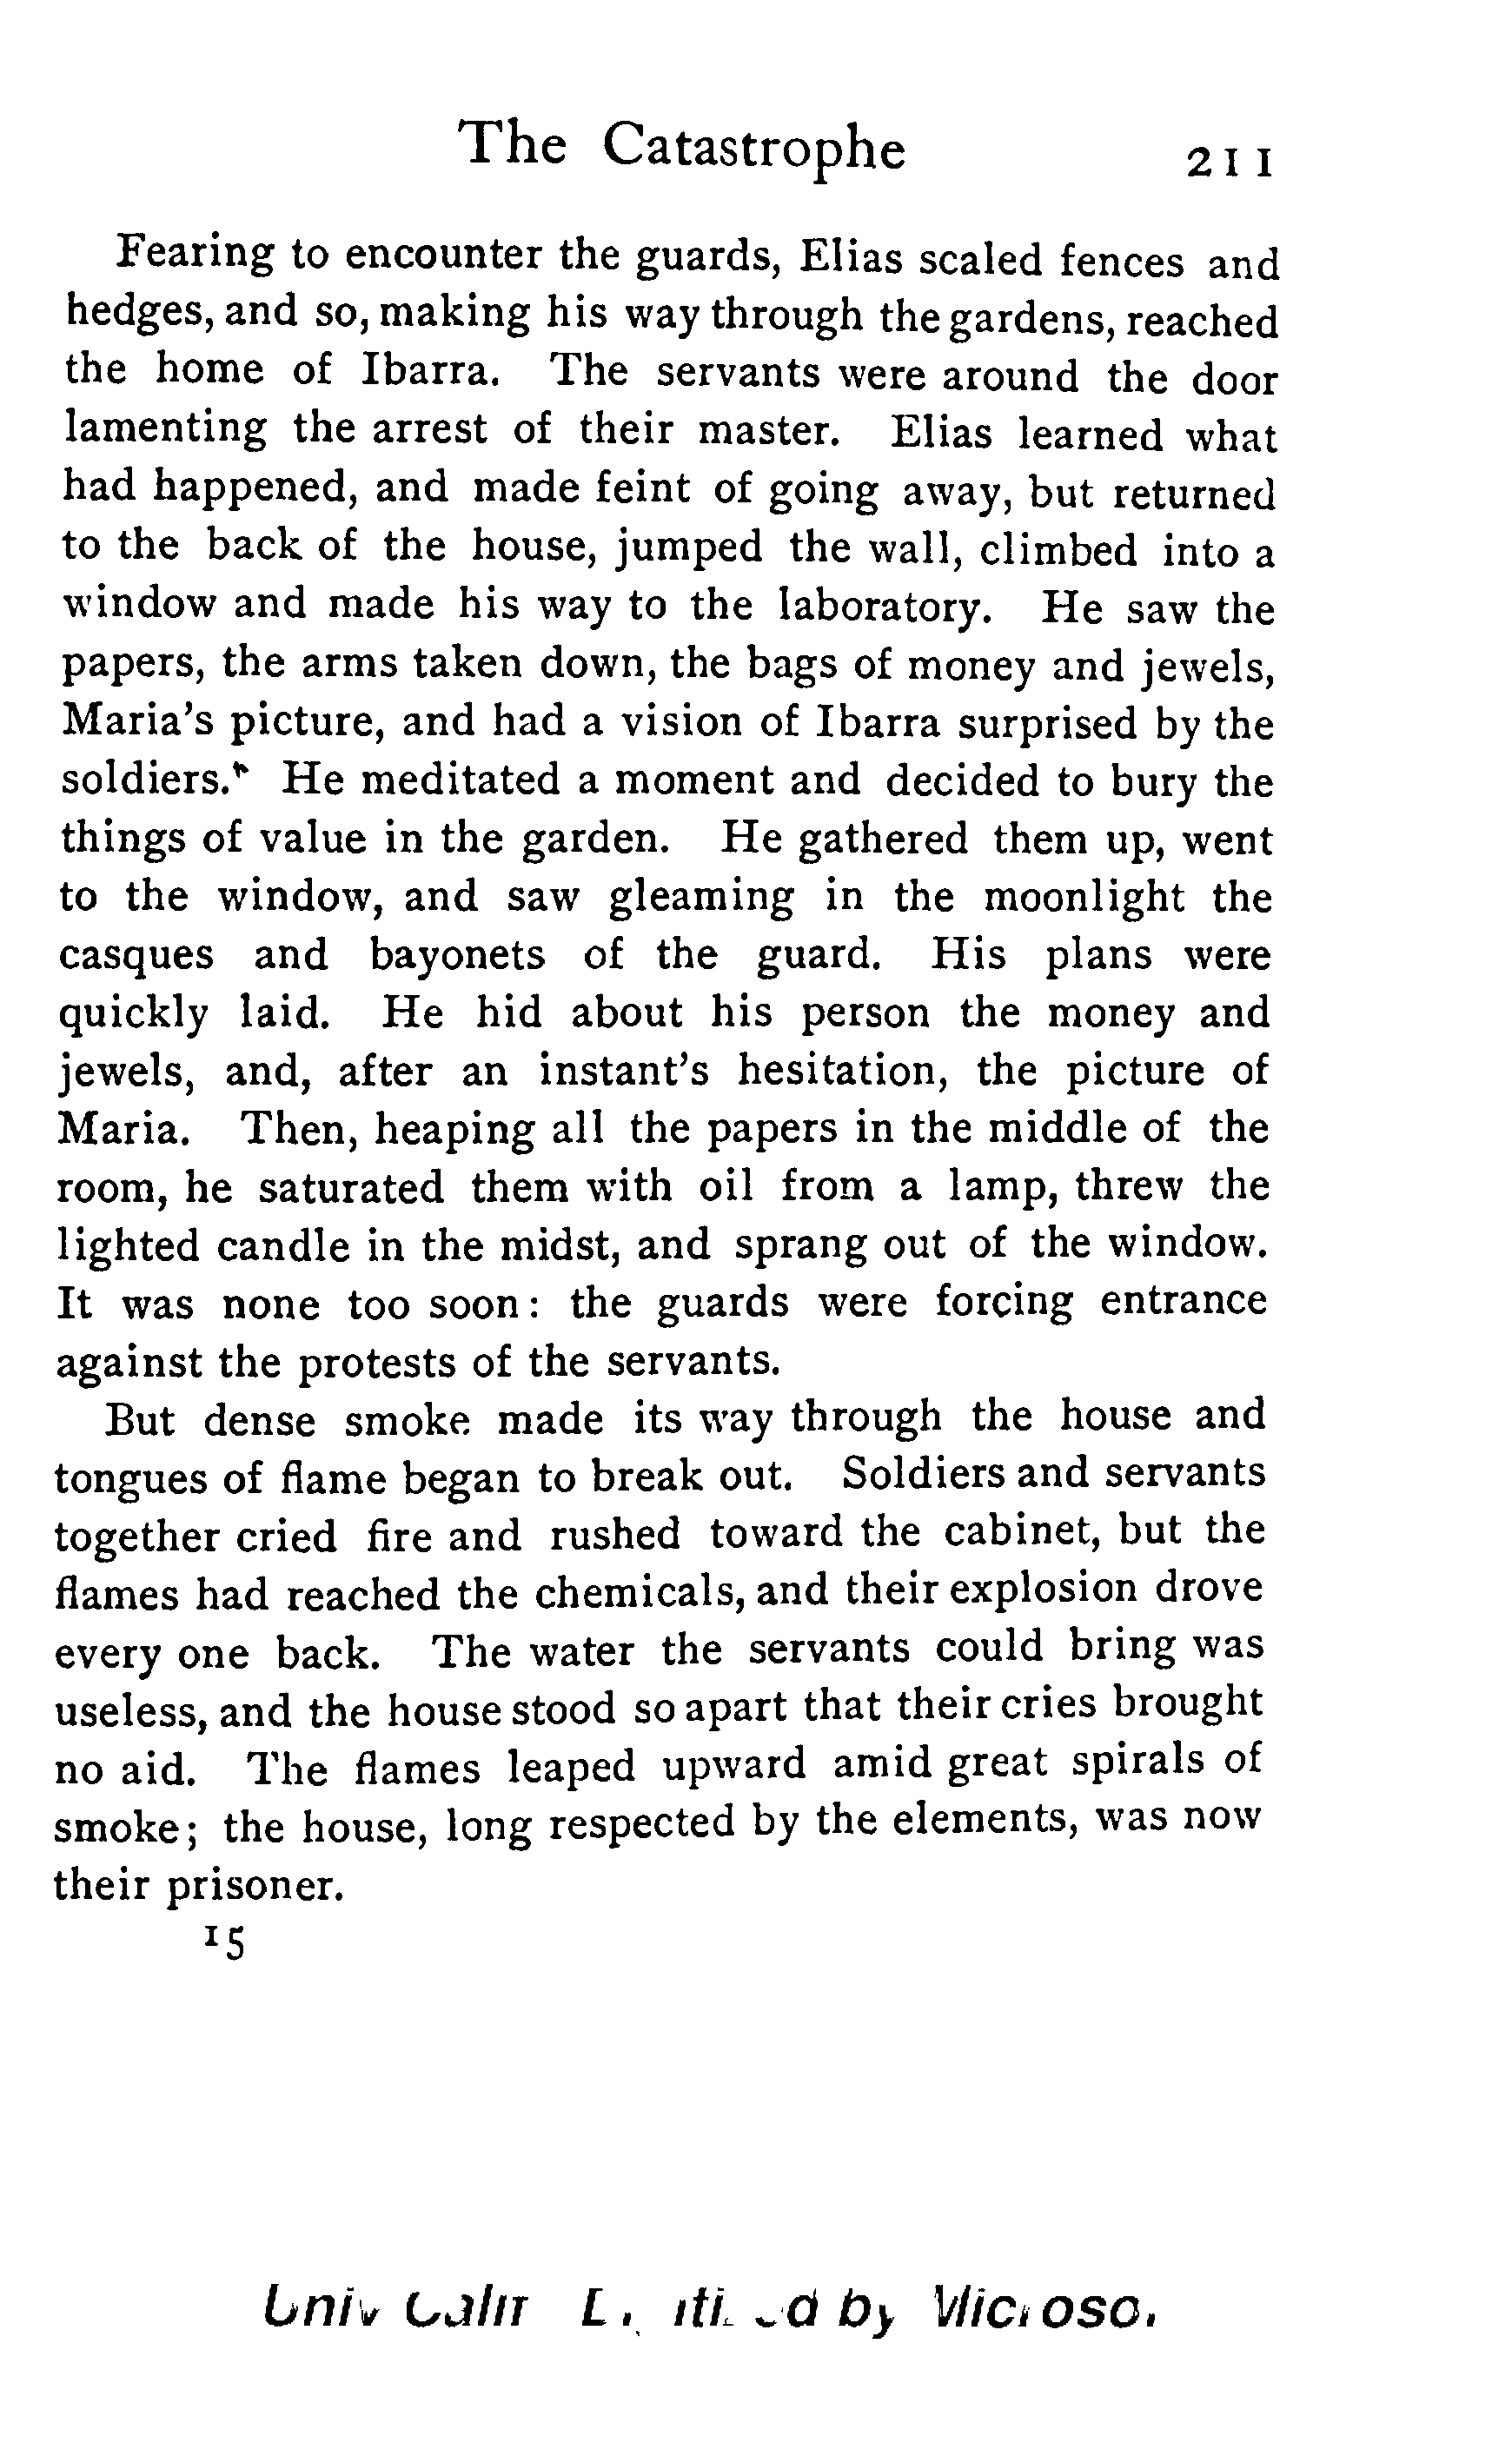 The Catastrophe 211
Fearing to encounter the guards, Elias scaled fences and
hedges, and so, making his way through the gardens, reached
the home of Ibarra. The servants were around the door
lamenting the arrest of their master. Elias learned what
had happened, and made feint of going away, but returned
to the back of the house, jumped the wall, climbed into a
window and made his way to the laboratory. He saw the
papers, the arms taken down, the bags of money and jewels,
Maria's picture, and had a vision of Ibarra surprised by the
soldiers. He meditated a moment and decided to bury the
things of value in the garden. He gathered them up, went
to the window, and saw gleaming in the moonlight the
casques and bayonets of the guard. His plans were
quickly laid. He hid about his person the money and
jewels, and, after an instant's hesitation, the picture of
Maria. Then, heaping all the papers in the middle of the
room, he saturated them with oil from a lamp, threw the
lighted candle in the midst, and sprang out of the window.
It was none too soon: the guards were forcing entrance
against the protests of the servants.
But dense smoke made its way through the house and
tongues of flame began to break out. Soldiers and servants
together cried fire and rushed toward the cabinet, but the
flames had reached the chemicals, and their explosion drove
every one back. The water the servants could bring was
useless, and the house stood so apart that their cries brought
no aid. The flames leaped upward amid great spirals of
smoke; the house, long respected by the elements, was now
their prisoner.
15
by